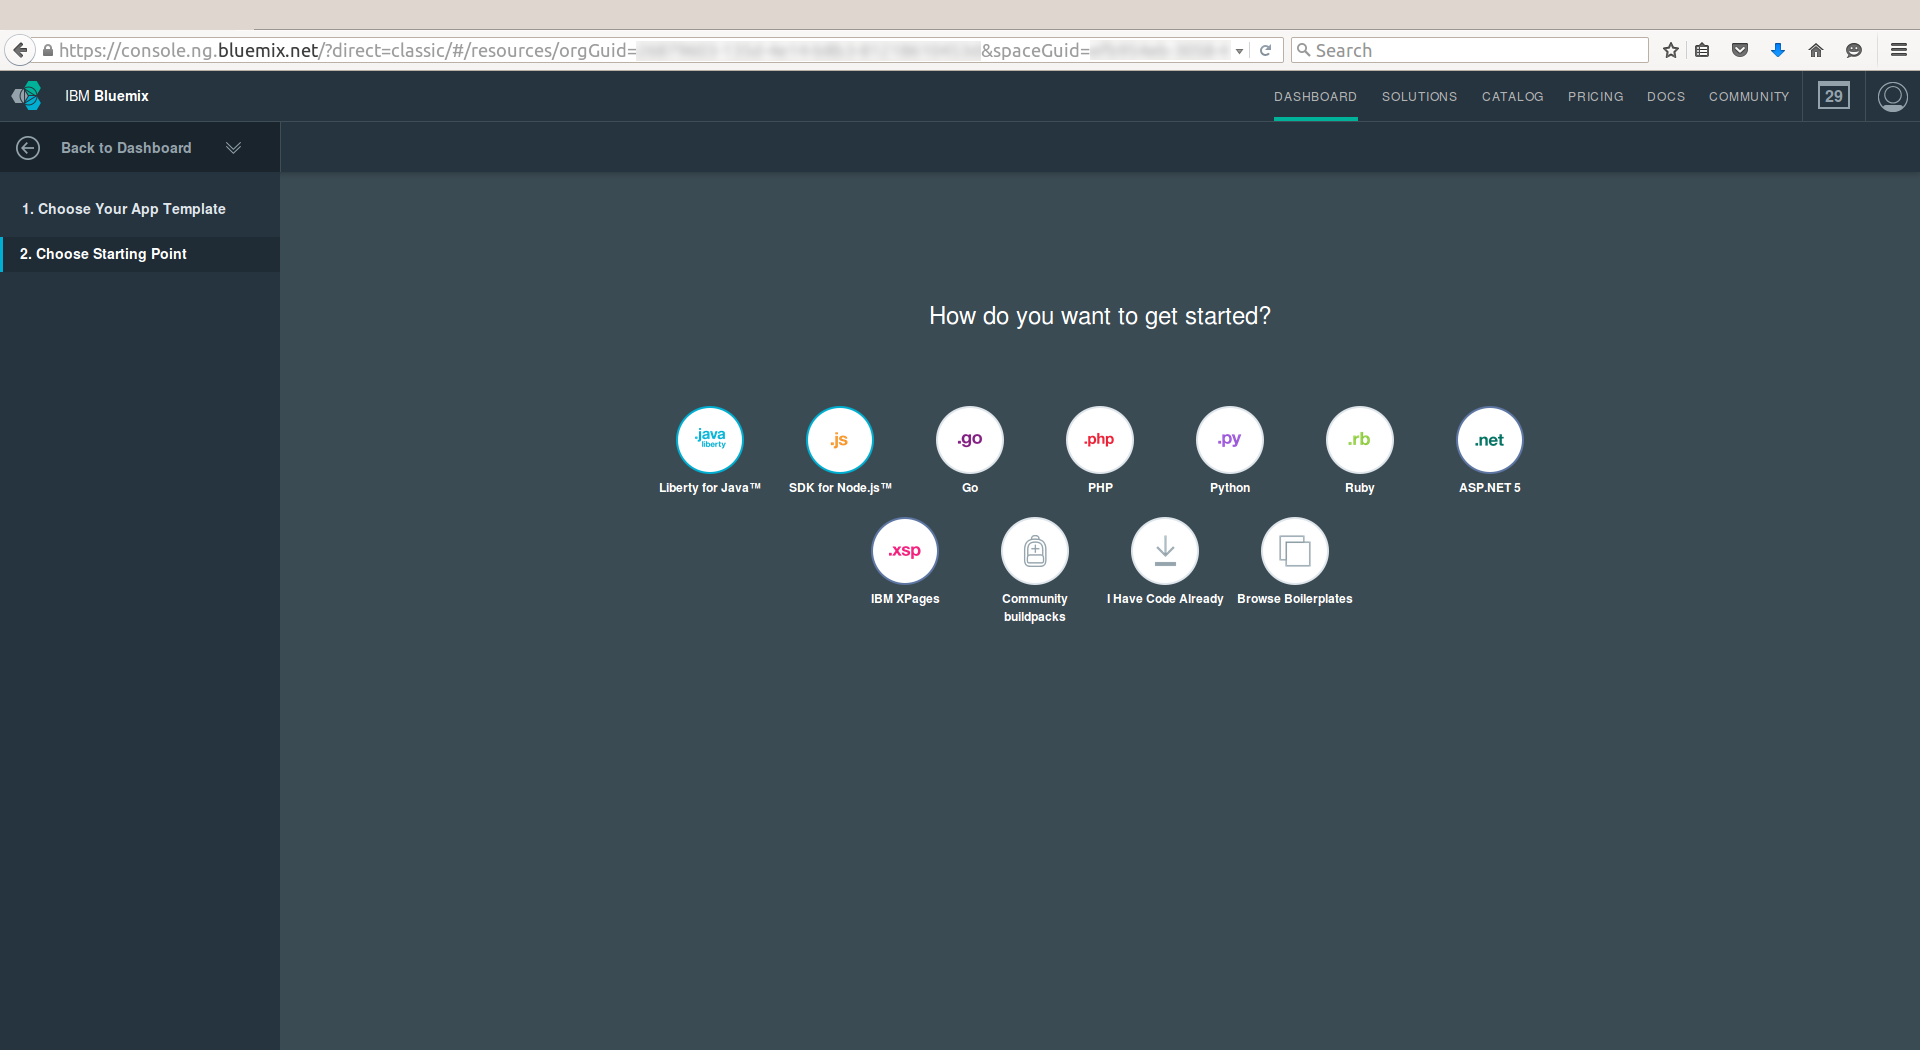 https://console.ng.bluemix.net/?direct=classic/#/resources/orgGuid= &spaceGuid=
Search
IBM Bluemix
DASHBOARD SOLUTIONS CATALOG PRICING DOCS COMMUNITY 29
Back to Dashboard
1. Choose Your App Template
2. Choose Starting Point
How do you want to get started?
.java liberty
.js
.go
.php
.py
.rb
.net
Liberty for Java™
SDK for Node.js™
Go
PHP
Python
Ruby
ASP.NET 5
.xsp
IBM XPages
Community
buildpacks
I Have Code Already
Browse Boilerplates